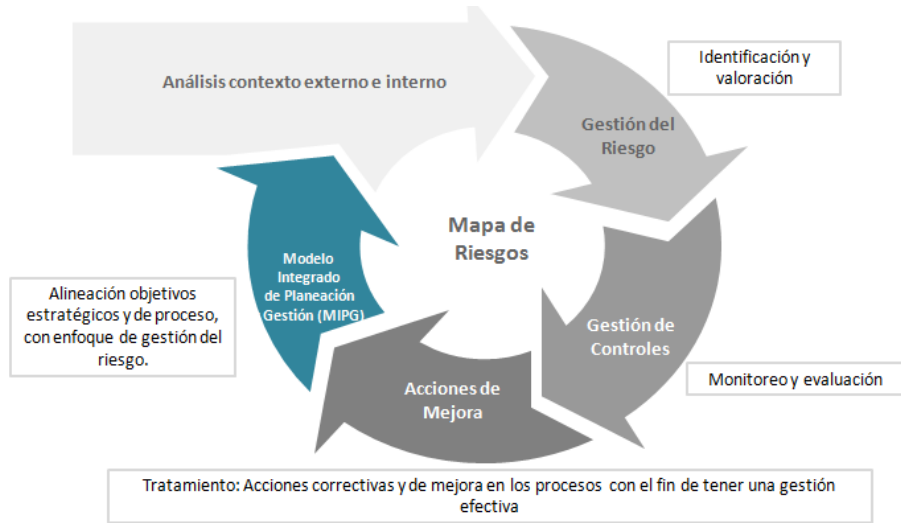 Análisis contexto externo e interno
Identificación y
valoración
Gestión del
Riesgo
Mapa de
Riesgos
Modelo
Integrado
de Planeación
Gestión (MIPG)
Alineación objetivos
estratégicos y de proceso,
con enfoque de gestión del
riesgo.
Gestión de
Controles
Monitoreo y evaluación
Acciones de
Mejora
Tratamiento: Acciones correctivas y de mejora en los procesos con el fin de tener una gestión
efectiva